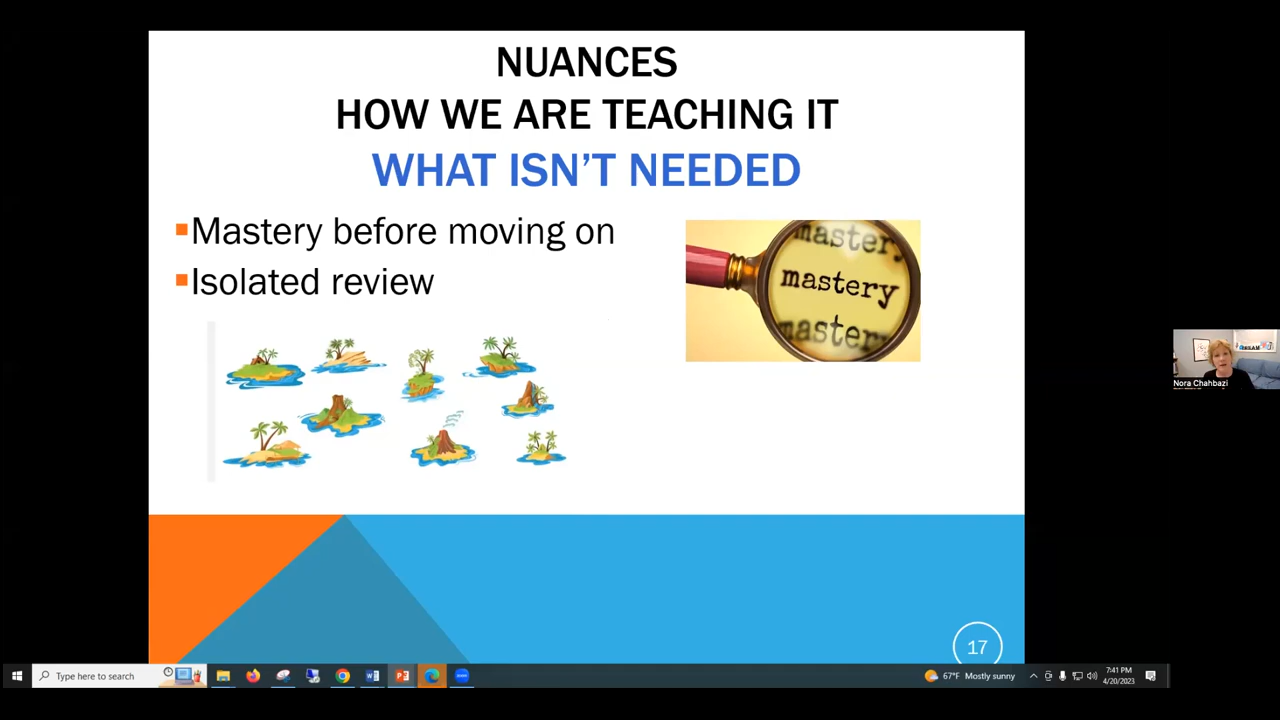 NUANCES
HOW WE ARE TEACHING IT
WHAT ISN'T NEEDED
Mastery before moving on
Isolated review
mastery
mastery
mastery
Nora Chahbazi
17
Type here to search
67°F Mostly sunny
7:41 PM
4/20/2023